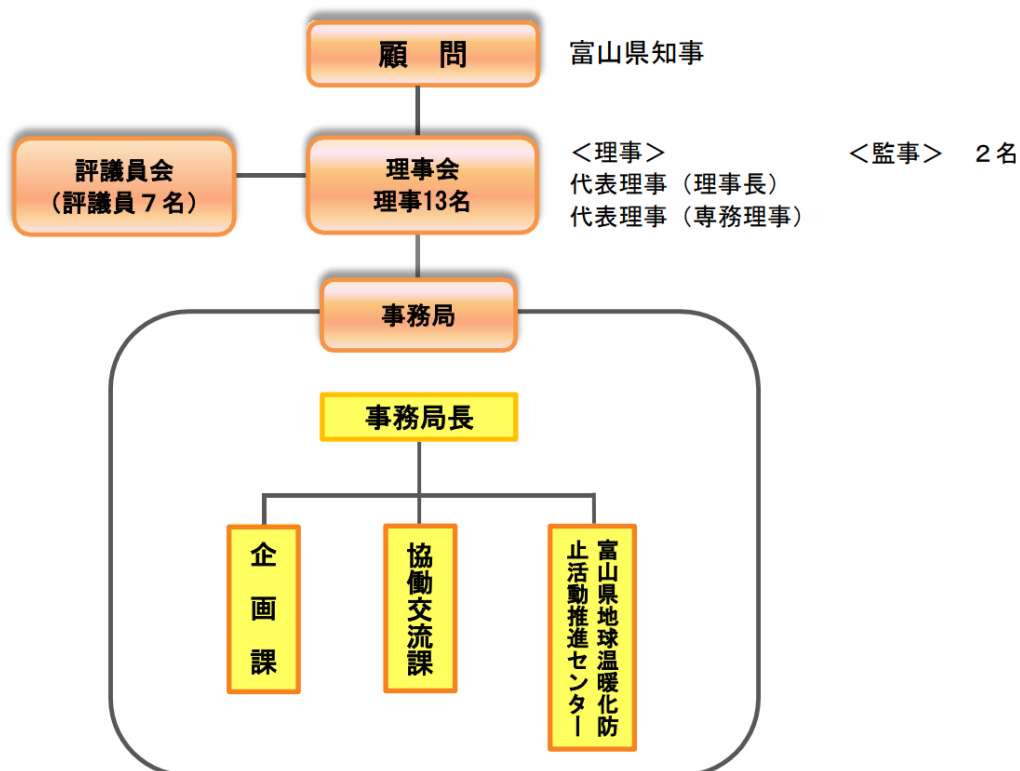 顧　問
富山県知事
評議員会
（評議員７名）
理事会
理事13名
＜理事＞
代表理事（理事長）
代表理事（専務理事）
＜監事＞　２名
事務局
事務局長
企画課
協働交流課
富山県地球温暖化防
止活動推進センター